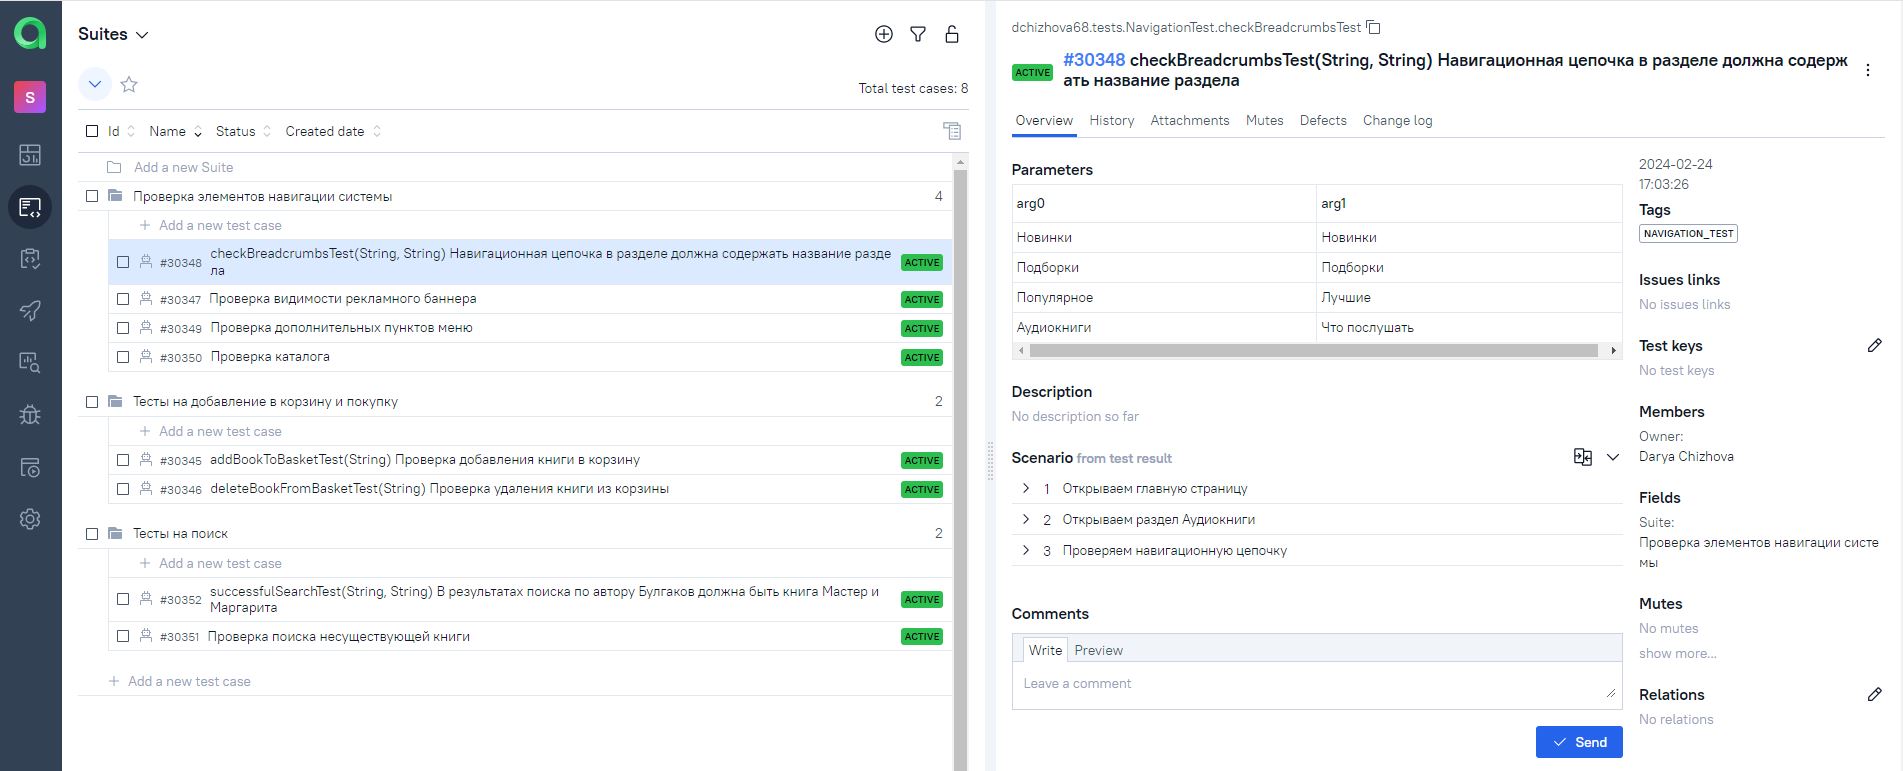 Suites
Total test cases: 8
S
Id Name Status Created date
Add a new Suite
Проверка элементов навигации системы 4
Add a new test case
#30348 checkBreadcrumbsTest(String, String) Навигационная цепочка в разделе должна содержать название разде
ла ACTIVE
#30347 Проверка видимости рекламного баннера ACTIVE
#30349 Проверка дополнительных пунктов меню ACTIVE
#30350 Проверка каталога ACTIVE
Тесты на добавление в корзину и покупку 2
Add a new test case
#30345 addBookToBasketTest(String) Проверка добавления книги в корзину ACTIVE
#30346 deleteBookFromBasketTest(String) Проверка удаления книги из корзины ACTIVE
Тесты на поиск 2
Add a new test case
#30352 successfulSearchTest(String, String) В результатах поиска по автору Булгаков должна быть книга Мастер и
Маргарита ACTIVE
#30351 Проверка поиска несуществующей книги ACTIVE
Add a new test case
dchizhova68.tests.NavigationTest.checkBreadcrumbsTest
ACTIVE #30348 checkBreadcrumbsTest(String, String) Навигационная цепочка в разделе должна содерж
ать название раздела
Overview History Attachments Mutes Defects Change log
Parameters
arg0 arg1
Новинки Новинки
Подборки Подборки
Популярное Лучшие
Аудиокниги Что послушать
Description
No description so far
Scenario from test result
1 Открываем главную страницу
2 Открываем раздел Аудиокниги
3 Проверяем навигационную цепочку
Comments
Write Preview
Leave a comment
Send
2024-02-24
17:03:26
Tags
NAVIGATION_TEST
Issues links
No issues links
Test keys
No test keys
Members
Owner:
Darya Chizhova
Fields
Suite:
Проверка элементов навигации систе
мы
Mutes
No mutes
show more...
Relations
No relations